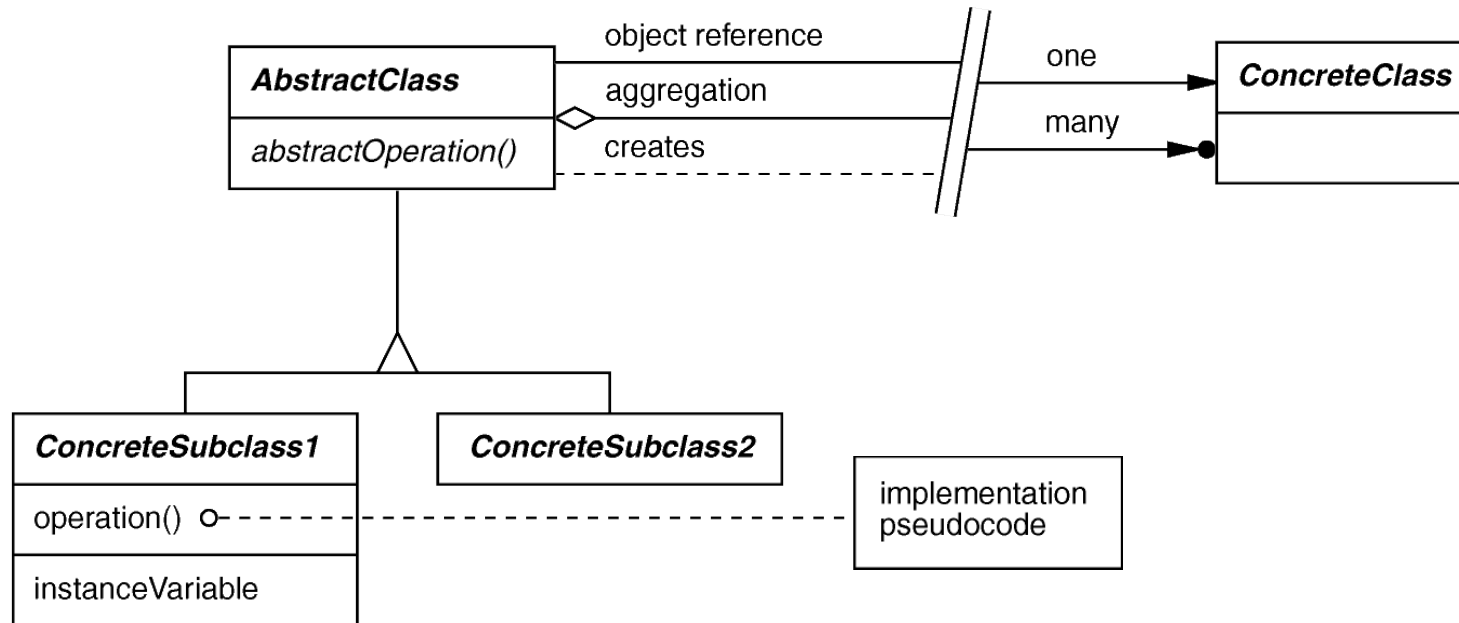 AbstractClass
abstractOperation()
object reference
aggregation
creates
one
many
ConcreteClass
ConcreteSubclass1
operation()
instanceVariable
ConcreteSubclass2
implementation
pseudocode